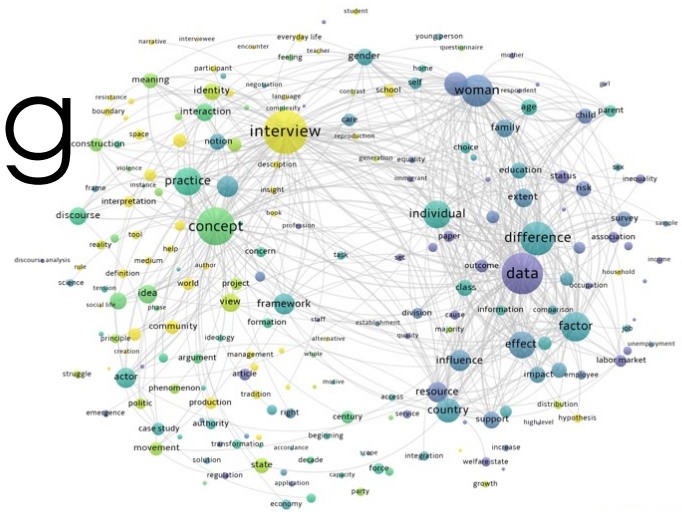 student
narrative
interviewee
everyday life
young person
encounter
teacher
questionnaire
feeling
gender
mother
participant
home
meaning
negotiation
self
woman
respondent
girl
identity
language
contrast
school
resistance
complexity
age
boundary
interaction
care
child
parent
g
interview
family
space
reproduction
construction
notion
choice
description
generation
equality
violence
education
sex
practice
immigrant
status
inequality
instance
frame
insight
risk
interpretation
extent
discourse
book
individual
survey
concept
profession
sample
tool
paper
difference
association
reality
help
concern
task
set
discourse analysis
medium
author
outcome
income
rule
definition
data
household
science
world
project
occupation
tension
idea
class
social life
phase
view
framework
information
comparison
division
cause
community
formation
staff
establishment
majority
factor
job
principle
ideology
alternative
quality
effect
unemployment
creation
argument
management
whole
influence
labor market
struggle
actor
article
impact
employee
phenomenon
motive
resource
tradition
access
political
production
distribution
emergence
right
century
service
country
support
hypothesis
case study
authority
high level
beginning
movement
transformation
accordance
scope
integration
increase
solution
state
decade
force
welfare state
regulation
application
capacity
growth
party
economy